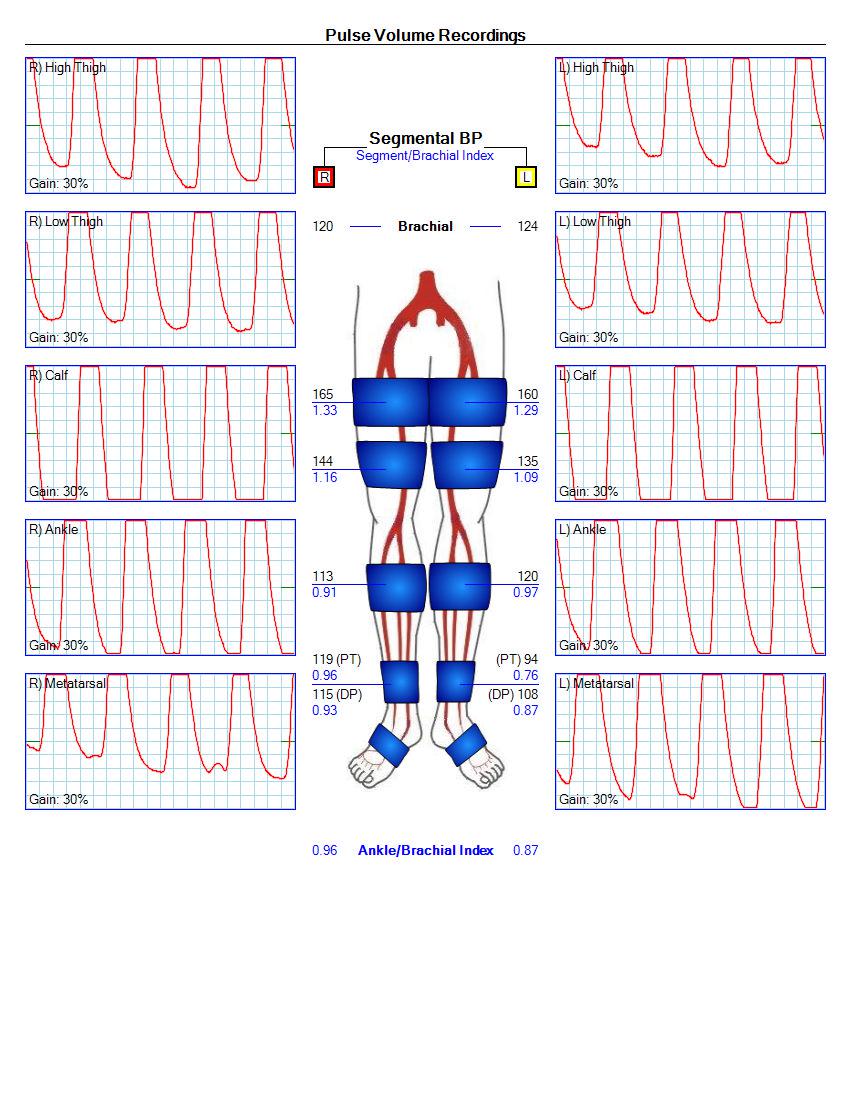 Pulse Volume Recordings
R) High Thigh
Gain: 30%
R) Low Thigh
Gain: 30%
R) Calf
Gain: 30%
R) Ankle
Gain: 30%
R) Metatarsal
Gain: 30%
Segmental BP
Segment/Brachial Index
R L
120 Brachial 124
165 160
1.33 1.29
144 135
1.16 1.09
113 120
0.91 0.97
119 (PT) (PT) 94
0.96 0.76
115 (DP) (DP) 108
0.93 0.87
0.96 Ankle/Brachial Index 0.87
L) High Thigh
Gain: 30%
L) Low Thigh
Gain: 30%
L) Calf
Gain: 30%
L) Ankle
Gain: 30%
L) Metatarsal
Gain: 30%